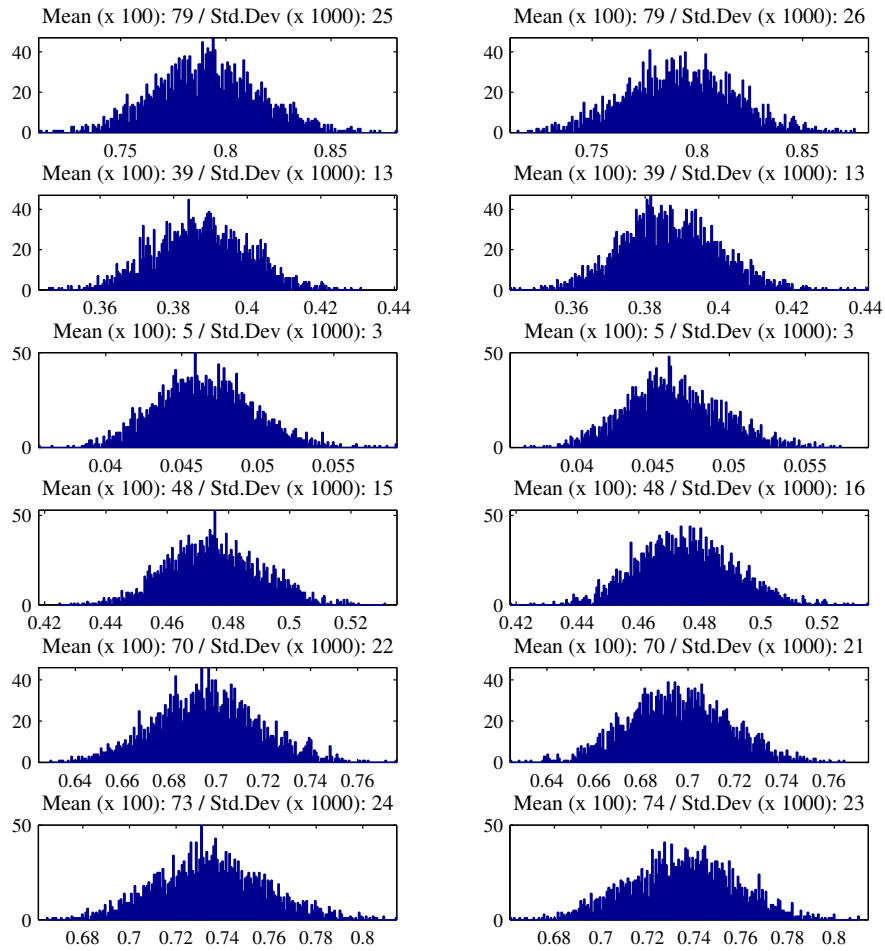 Mean (x 100): 79 / Std.Dev (x 1000): 25
40
20
0
0.75 0.8 0.85
Mean (x 100): 79 / Std.Dev (x 1000): 26
40
20
0
0.75 0.8 0.85
Mean (x 100): 39 / Std.Dev (x 1000): 13
40
20
0
0.36 0.38 0.4 0.42 0.44
Mean (x 100): 39 / Std.Dev (x 1000): 13
40
20
0
0.36 0.38 0.4 0.42 0.44
Mean (x 100): 5 / Std.Dev (x 1000): 3
50
0
0.04 0.045 0.05 0.055
Mean (x 100): 5 / Std.Dev (x 1000): 3
50
0
0.04 0.045 0.05 0.055
Mean (x 100): 48 / Std.Dev (x 1000): 15
50
0
0.42 0.44 0.46 0.48 0.5 0.52
Mean (x 100): 48 / Std.Dev (x 1000): 16
50
0
0.42 0.44 0.46 0.48 0.5 0.52
Mean (x 100): 70 / Std.Dev (x 1000): 22
40
20
0
0.64 0.66 0.68 0.7 0.72 0.74 0.76
Mean (x 100): 70 / Std.Dev (x 1000): 21
40
20
0
0.64 0.66 0.68 0.7 0.72 0.74 0.76
Mean (x 100): 73 / Std.Dev (x 1000): 24
50
0
0.68 0.7 0.72 0.74 0.76 0.78 0.8
Mean (x 100): 74 / Std.Dev (x 1000): 23
50
0
0.68 0.7 0.72 0.74 0.76 0.78 0.8